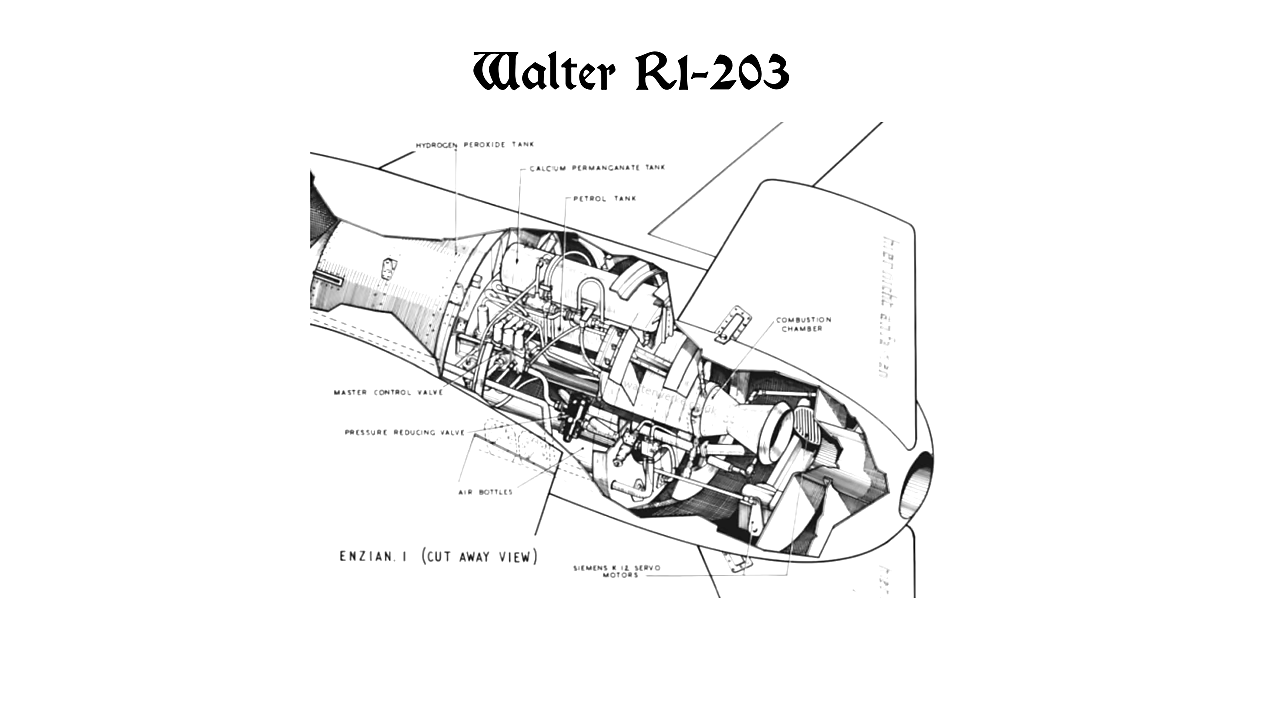 Walter R1-203
HYDROGEN PEROXIDE TANK
CALCIUM PERMANGANATE TANK
PETROL TANK
COMBUSTION
CHAMBER
MASTER CONTROL VALVE
PRESSURE REDUCING VALVE
AIR BOTTLES
ENZIAN. 1 (CUT AWAY VIEW)
SIEMENS K 12 SERVO
MOTORS